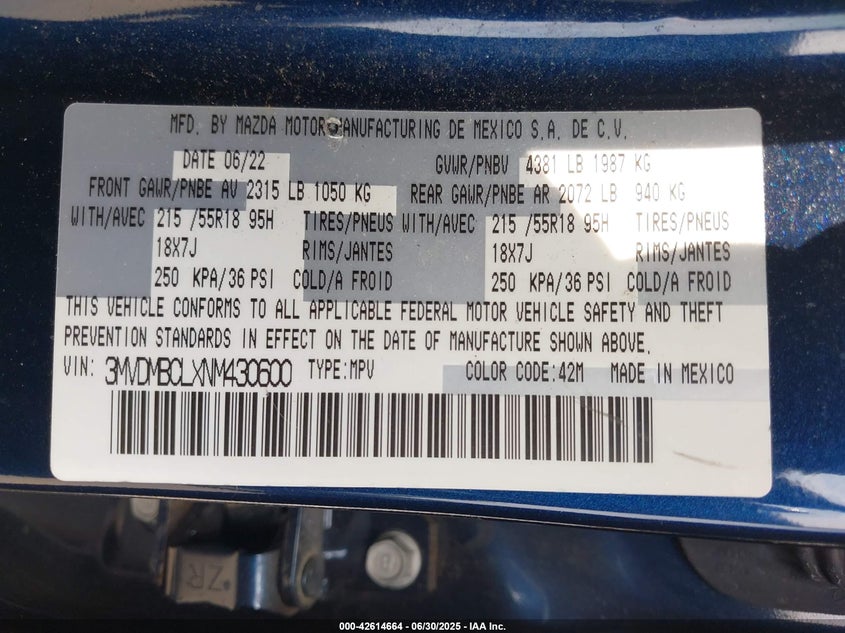 MFD. BY MAZDA MOTOR MANUFACTURING DE MEXICO S.A. DE C.V.
DATE 06/22 GVWR/PNBV 4381 LB 1987 KG
FRONT GAWR/PNBE AV 2315 LB 1050 KG REAR GAWR/PNBE AR 2072 LB 940 KG
WITH/AVEC 215 /55R18 95H TIRES/PNEUS WITH/AVEC 215 /55R18 95H TIRES/PNEUS
18X7J RIMS/JANTES 18X7J RIMS/JANTES
250 KPA/36 PSI COLD/A FROID 250 KPA/36 PSI COLD/A FROID
THIS VEHICLE CONFORMS TO ALL APPLICABLE FEDERAL MOTOR VEHICLE SAFETY AND THEFT
PREVENTION STANDARDS IN EFFECT ON THE DATE OF MANUFACTURE SHOWN ABOVE.
VIN: 3MVDMBCLXNM430600 TYPE:MPV COLOR CODE:42M MADE IN MEXICO
ZR
000-42614664 - 06/30/2025 - IAA Inc.